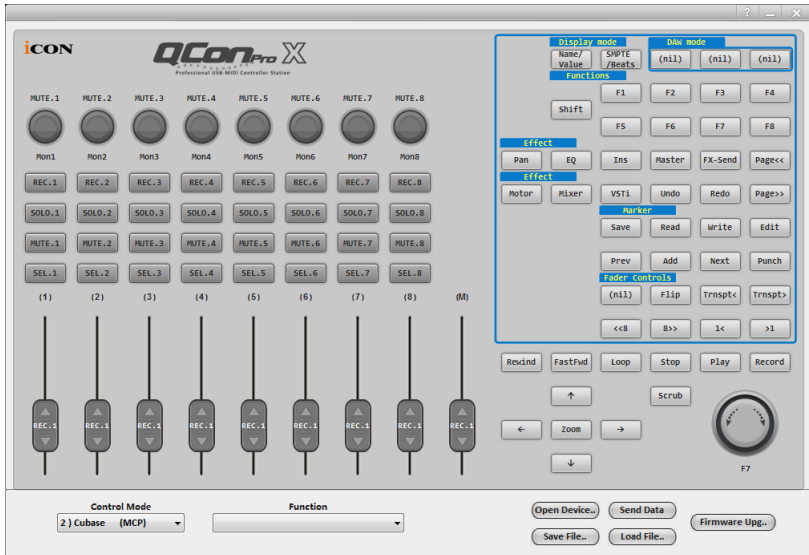 ? _ X
iCON QConPro X
Professional USB-MIDI Controller Station
Display mode DAW mode
Name/ Value SMPTE /Beats (nil) (nil) (nil)
Functions
Shift F1 F2 F3 F4
F5 F6 F7 F8
MUTE.1 MUTE.2 MUTE.3 MUTE.4 MUTE.5 MUTE.6 MUTE.7 MUTE.8
Mon1 Mon2 Mon3 Mon4 Mon5 Mon6 Mon7 Mon8
Effect
Pan EQ Ins Master FX-Send Page<<
Effect
Motor Mixer VSTi Undo Redo Page>>
Marker
Save Read Write Edit
Prev Add Next Punch
Fader Controls
(nil) Flip Trnspt< Trnspt>
<<8 8>> 1< >1
REC.1 REC.2 REC.3 REC.4 REC.5 REC.6 REC.7 REC.8
SOLO.1 SOLO.2 SOLO.3 SOLO.4 SOLO.5 SOLO.6 SOLO.7 SOLO.8
MUTE.1 MUTE.2 MUTE.3 MUTE.4 MUTE.5 MUTE.6 MUTE.7 MUTE.8
SEL.1 SEL.2 SEL.3 SEL.4 SEL.5 SEL.6 SEL.7 SEL.8
(1) (2) (3) (4) (5) (6) (7) (8) (M)
REC.1 REC.1 REC.1 REC.1 REC.1 REC.1 REC.1 REC.1 REC.1
Rewind FastFwd Loop Stop Play Record
↑ Scrub
← Zoom →
↓
F7
Control Mode Function
2 ) Cubase (MCP)
Open Device.. Send Data
Save File.. Load File..
Firmware Upg..